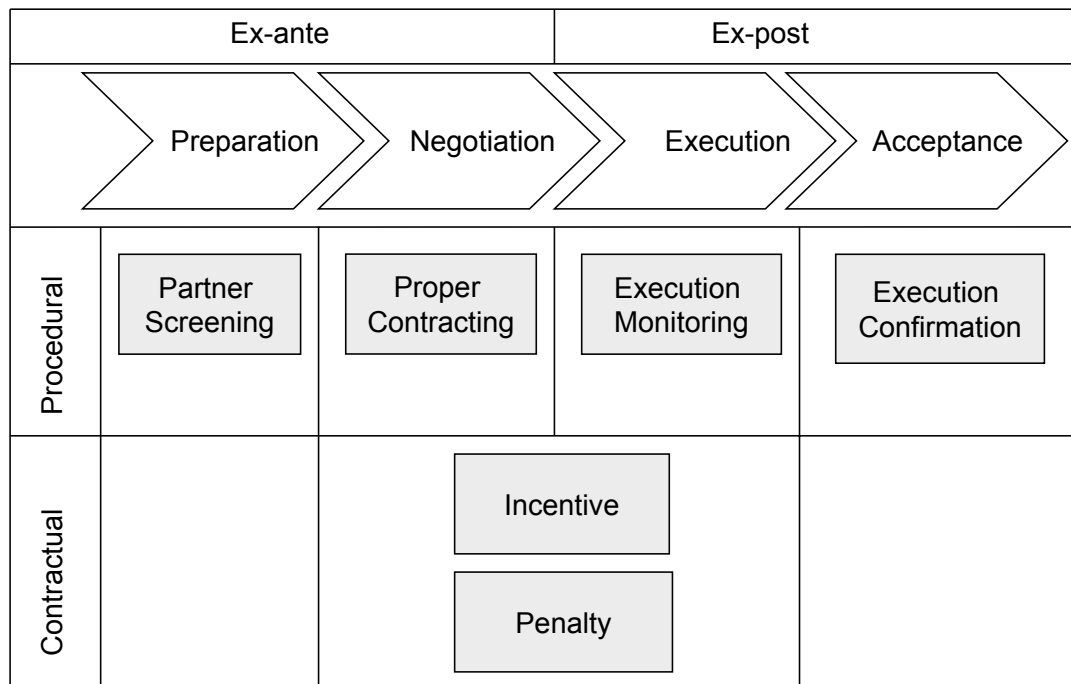 Ex-ante
Ex-post
Preparation
Negotiation
Execution
Acceptance
Procedural
Partner
Screening
Proper
Contracting
Execution
Monitoring
Execution
Confirmation
Contractual
Incentive
Penalty